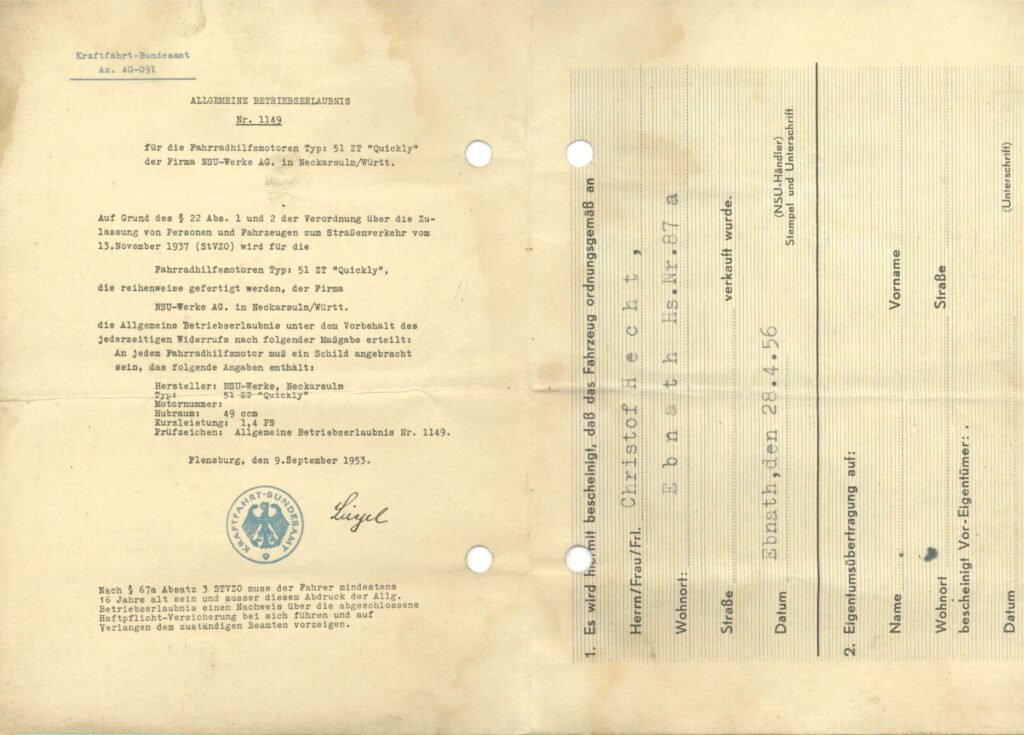 Kraftfahrt-Bundesamt
Az. 40-091
ALLGEMEINE BETRIEBSERLAUBNIS
Nr. 1149
für die Fahrradhilfsmotoren Typ: 51 ZT "Quickly"
der Firma NSU-Werke AG. in Neckarsulm/Württ.
Auf Grund des § 22 Abs. 1 und 2 der Verordnung über die Zu-
lassung von Personen und Fahrzeugen zum Straßenverkehr vom
13.November 1937 (StVZO) wird für die
Fahrradhilfsmotoren Typ: 51 ZT "Quickly",
die reihenweise gefertigt werden, der Firma
NSU-Werke AG. in Neckarsulm/Württ.
die Allgemeine Betriebserlaubnis unter dem Vorbehalt des
jederzeitigen Widerrufs nach folgender Maßgabe erteilt:
An jedem Fahrradhilfsmotor muß ein Schild angebracht
sein, das folgende Angaben enthält:
Hersteller: NSU-Werke, Neckarsulm
Typ: 51 ZT "Quickly"
Motornummer:
Hubraum: 49 ccm
Kurzleistung: 1,4 PS
Prüfzeichen: Allgemeine Betriebserlaubnis Nr. 1149.
Flensburg, den 9.September 1953.
KRAFTFAHRT-BUNDESAMT
9
Nach § 67a Absatz 3 STVZO muss der Fahrer mindestens
16 Jahre alt sein und ausser diesem Abdruck der Allg.
Betriebserlaubnis einen Nachweis über die abgeschlossene
Haftpflicht-Versicherung bei sich führen und auf
Verlangen dem zuständigen Beamten vorzeigen.
1. Es wird hiermit bescheinigt, daß das Fahrzeug ordnungsgemäß an
Herrn/Frau/Frl. Christof Hecht,
Wohnort: Ebnath Hs.Nr.87 a
Straße verkauft wurde.
Datum Ebnath,den 28.4.56
(NSU-Händler)
Stempel und Unterschrift
2. Eigentumsübertragung auf:
Name Vorname
Wohnort Straße
bescheinigt Vor-Eigentümer:
Datum (Unterschrift)